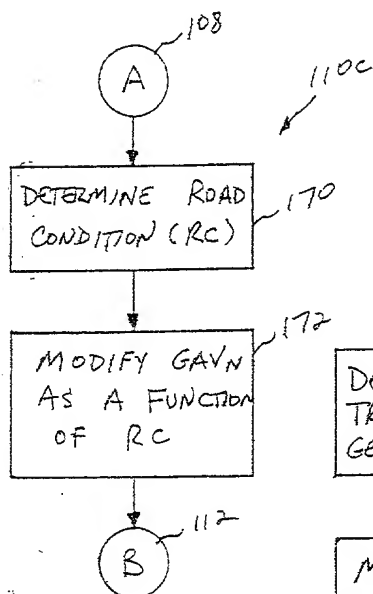 108
A
110C
DETERMINE ROAD
CONDITION (RC)
170
172
MODIFY GAVN
AS A FUNCTION
OF RC
112
B